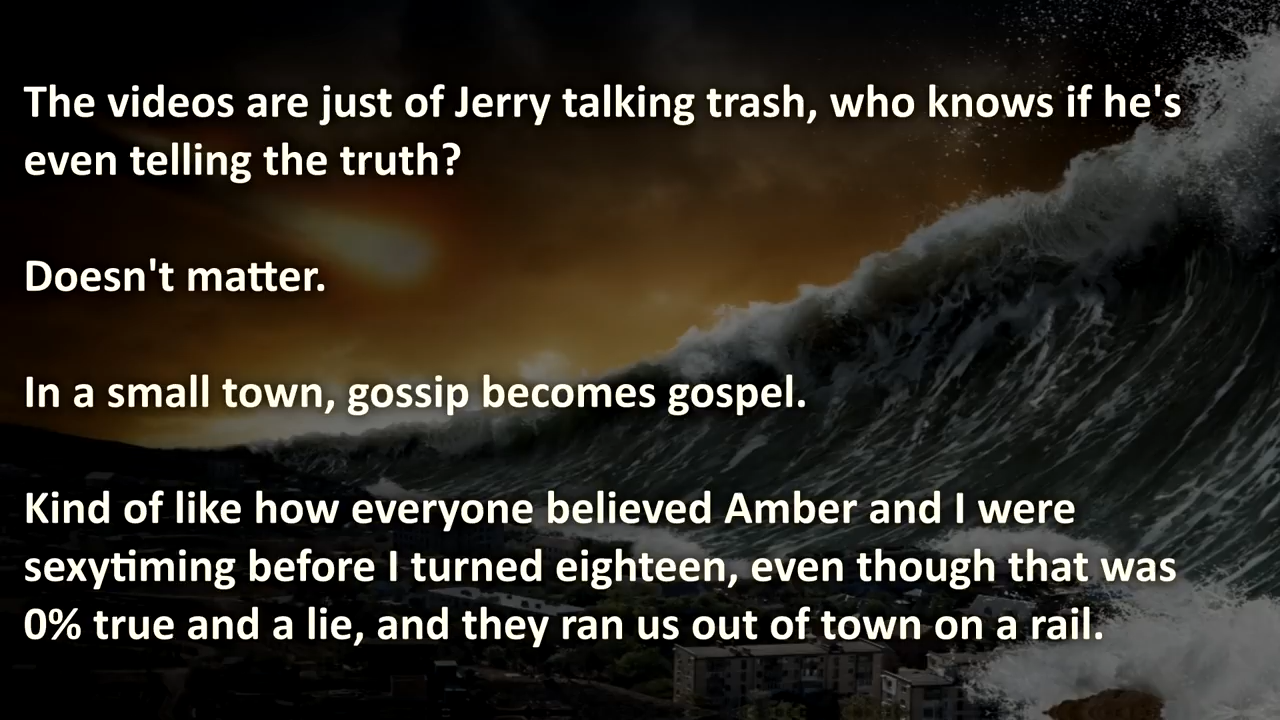 The videos are just of Jerry talking trash, who knows if he's
even telling the truth?
Doesn't matter.
In a small town, gossip becomes gospel.
Kind of like how everyone believed Amber and I were
sexytiming before I turned eighteen, even though that was
0% true and a lie, and they ran us out of town on a rail.